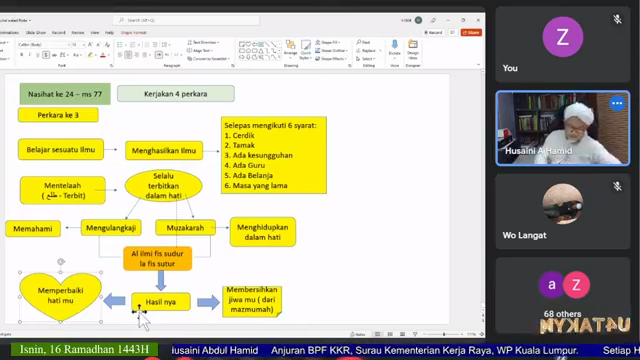 Nasihat ke 24 – ms 77
Kerjakan 4 perkara
Perkara ke 3
Belajar sesuatu Ilmu
Menghasilkan Ilmu
Selepas mengikuti 6 syarat:
1. Cerdik
2. Tamak
3. Ada kesungguhan
4. Ada Guru
5. Ada Belanja
6. Masa yang lama
Mentelaah
( طلع - Terbit)
Selalu
terbitkan
dalam hati
Memahami
Mengulangkaji
Muzakarah
Menghidupkan
dalam hati
Al ilmi fis sudur
la fis sutur
Memperbaiki
hati mu
Hasil nya
Membersihkan
jiwa mu ( dari
mazmumah)
Z
You
Husaini Al Hamid
Wo Langat
a
Z
68 others
NYKAT4U
Isnin, 16 Ramadhan 1443H
Husaini Abdul Hamid
Anjuran BPF KKR, Surau Kementerian Kerja Raya, WP Kuala Lumpur.
Setiap H